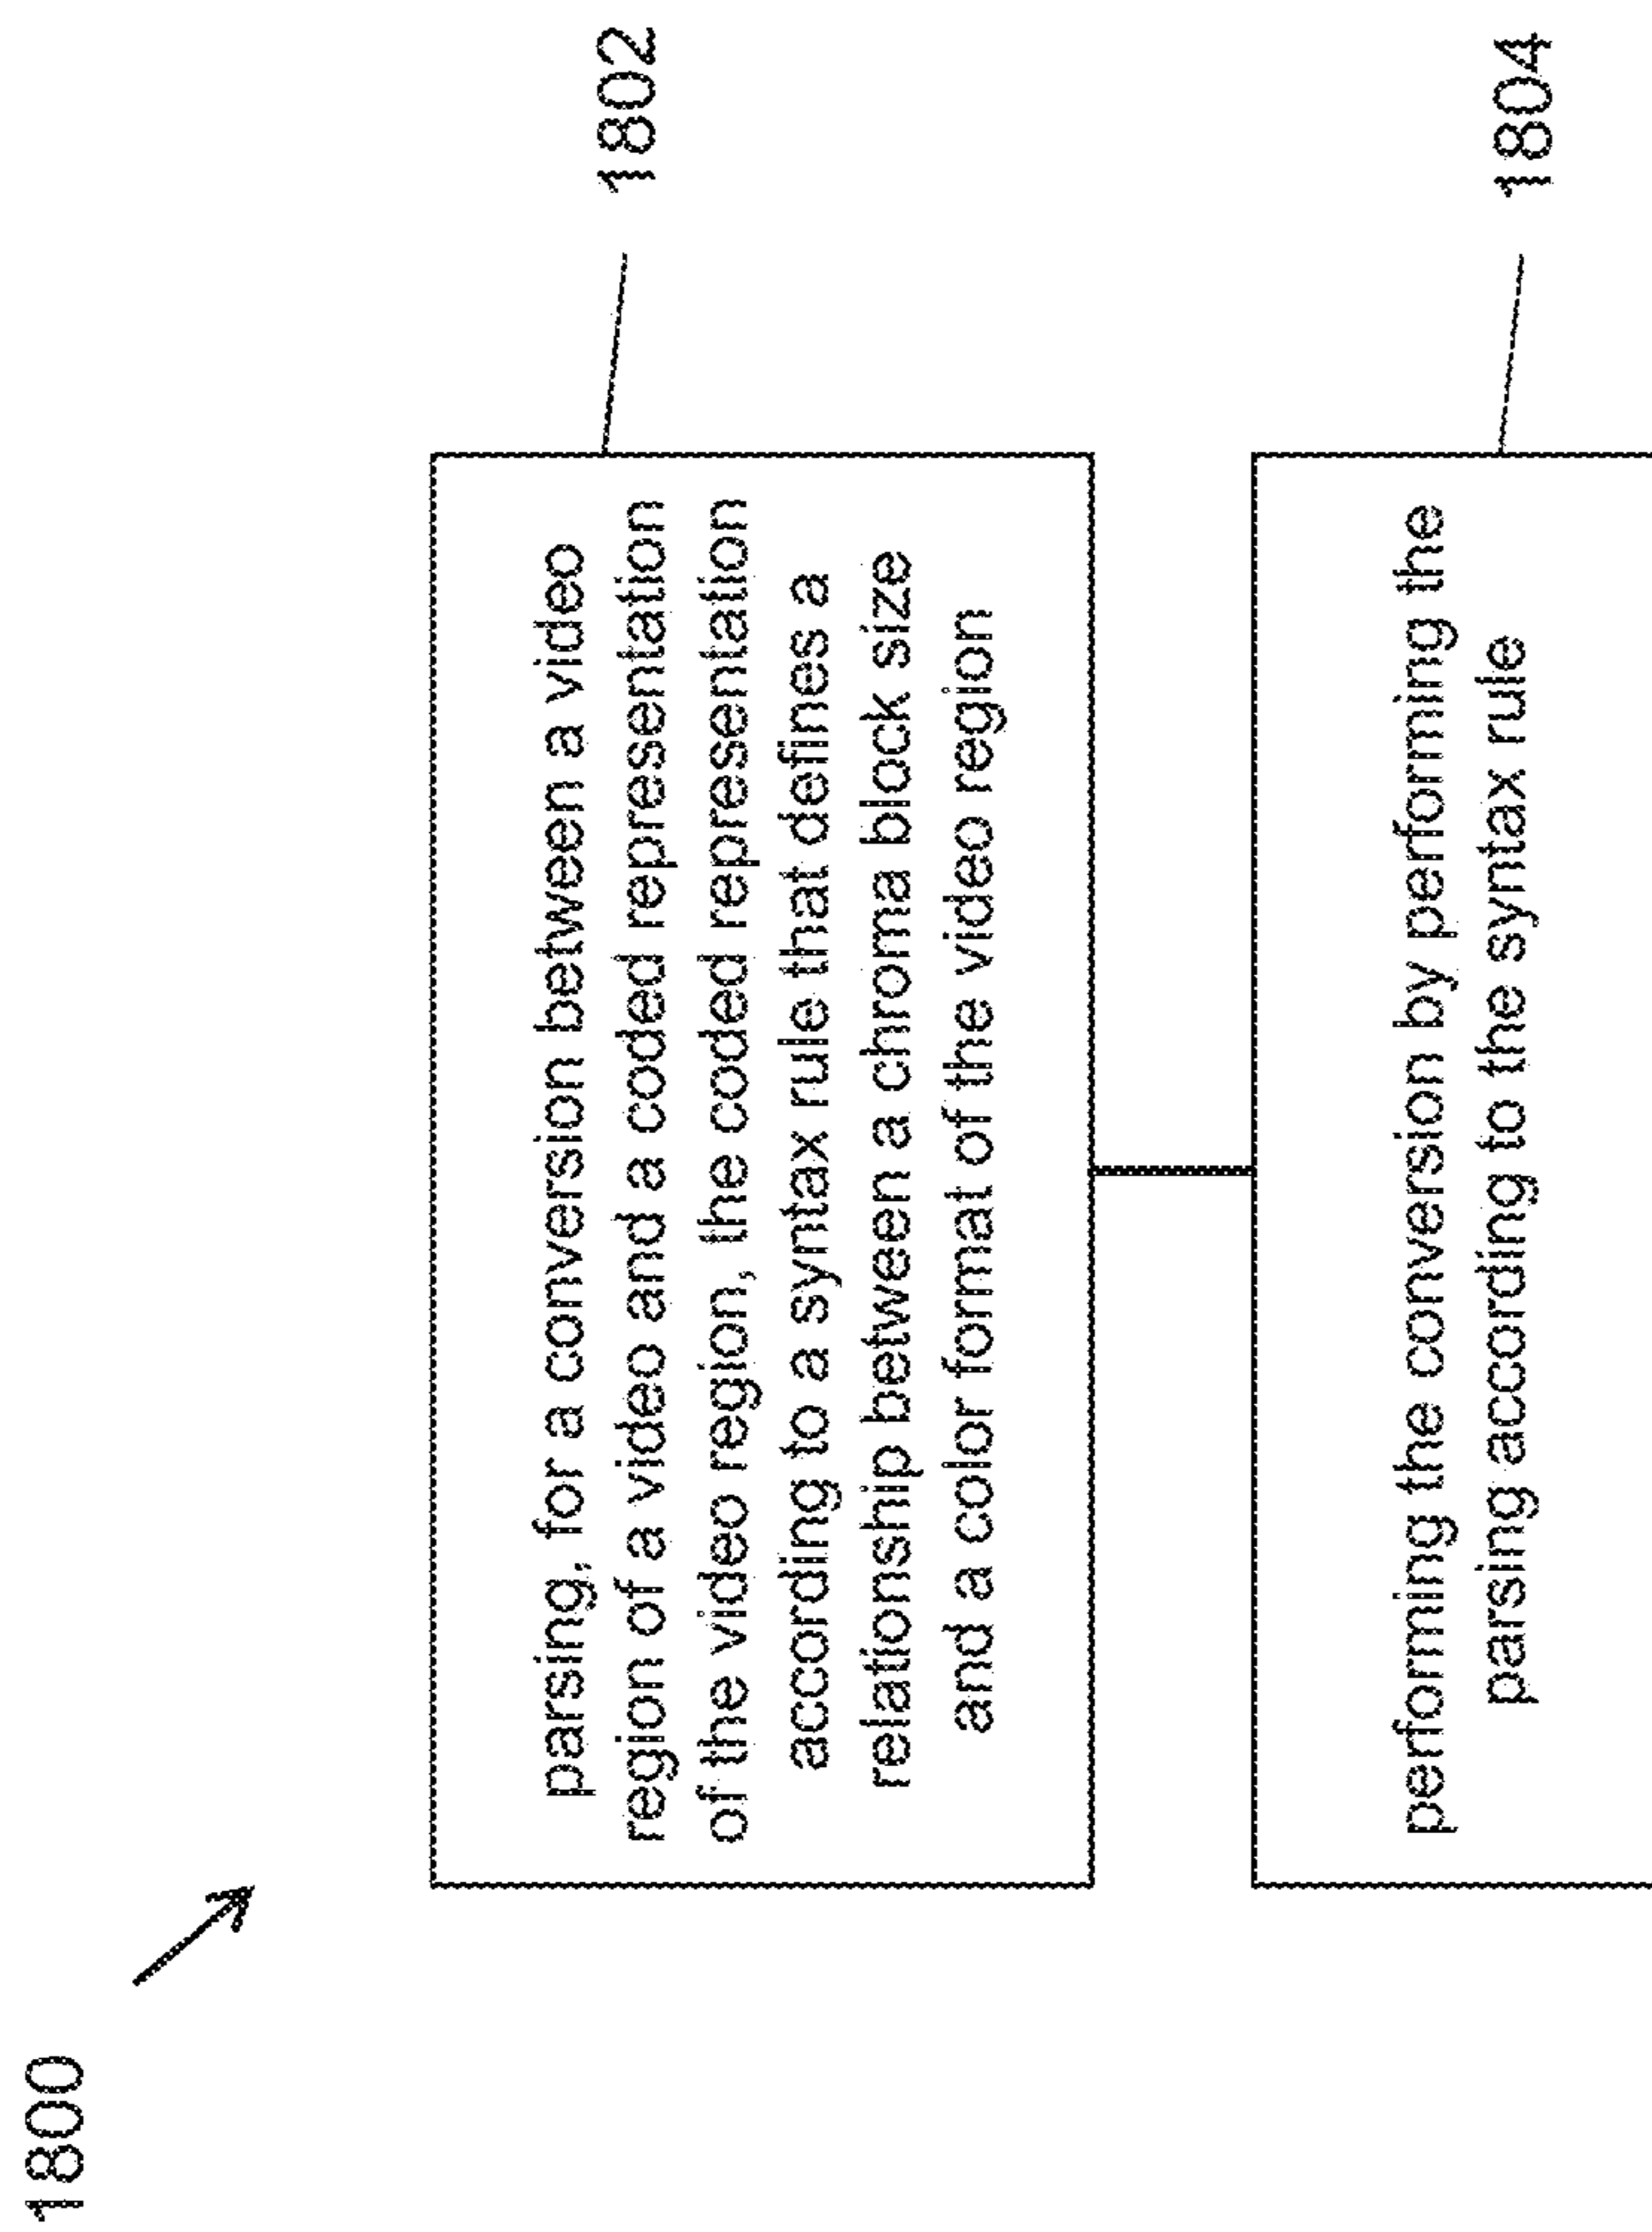 1800
parsing, for a conversion between a video
region of a video and a coded representation
of the video region, the coded representation
according to a syntax rule that defines a
relationship between a chroma block size
and a color format of the video region
1802
performing the conversion by performing the
parsing according to the syntax rule
1804